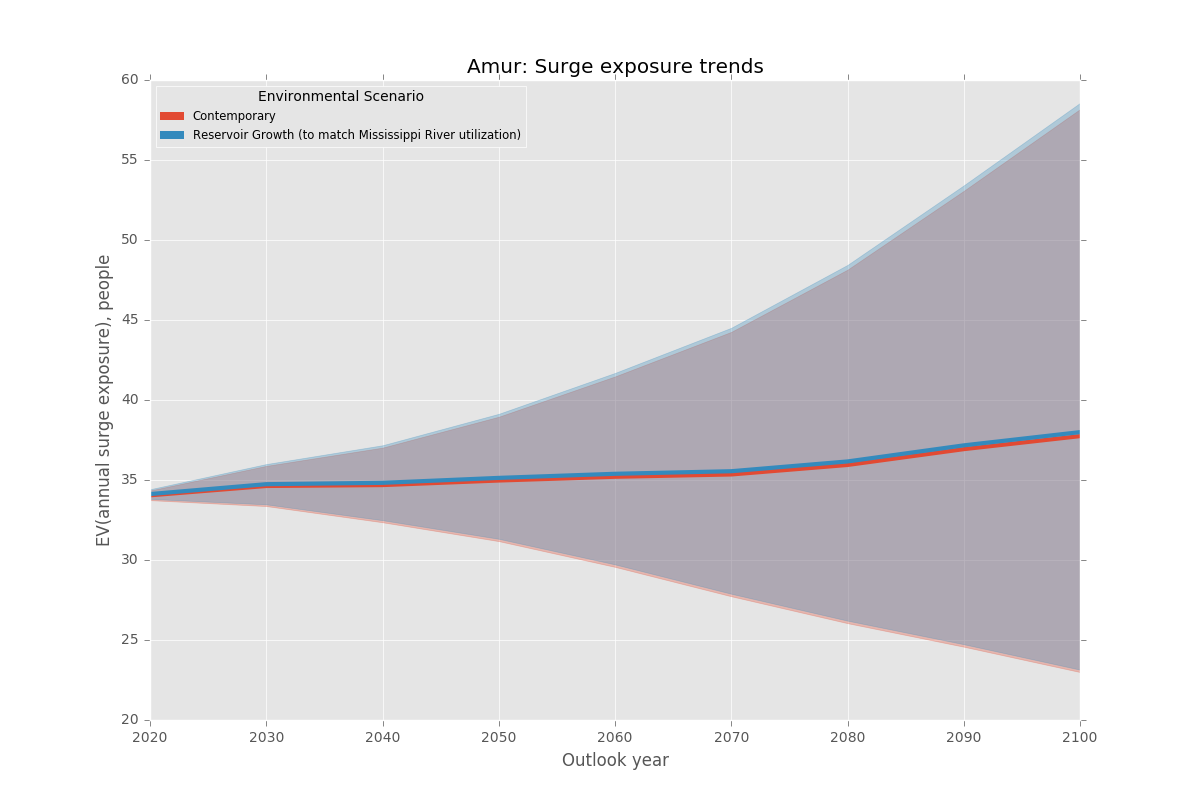 Amur: Surge exposure trends
Environmental Scenario
Contemporary
Reservoir Growth (to match Mississippi River utilization)
EV(annual surge exposure), people
60
55
50
45
40
35
30
25
20
2020 2030 2040 2050 2060 2070 2080 2090 2100
Outlook year